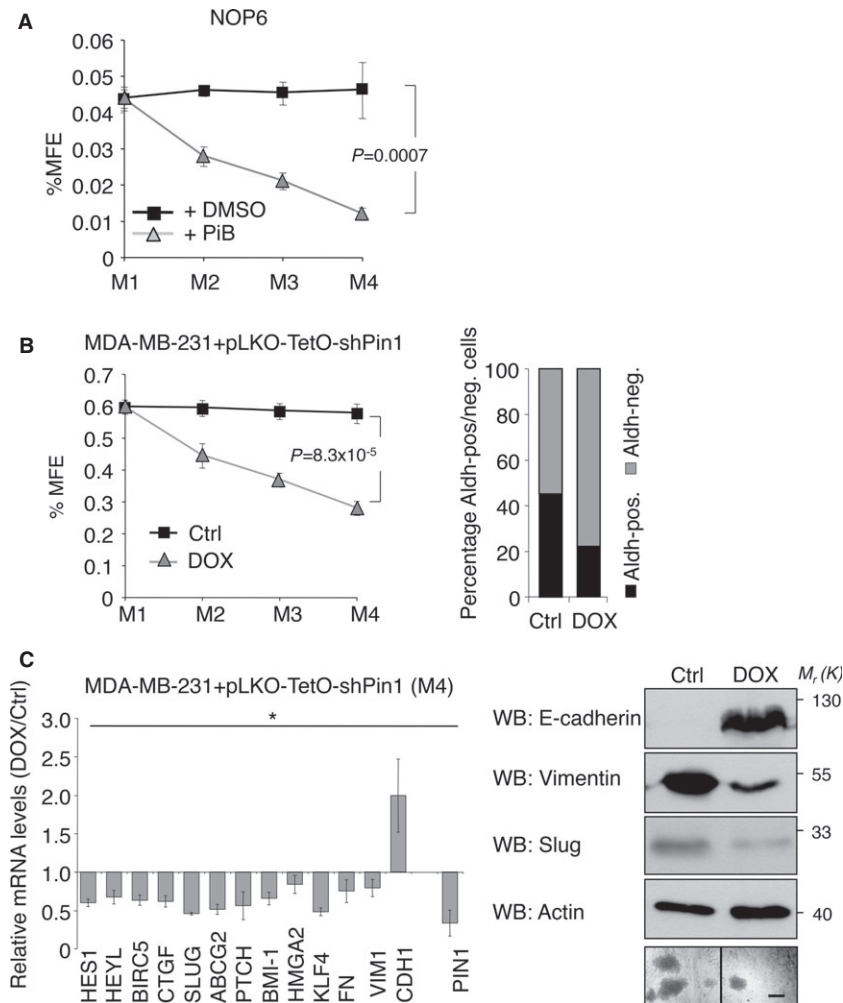 A
NOP6
%MFE
0.06
0.05
0.04
0.03
0.02
0.01
0
P=0.0007
+ DMSO
+ PiB
M1 M2 M3 M4
B
MDA-MB-231+pLKO-TetO-shPin1
% MFE
0.7
0.6
0.5
0.4
0.3
0.2
0.1
0
P=8.3x10-5
Ctrl
DOX
M1 M2 M3 M4
Percentage Aldh-pos/neg. cells
100
80
60
40
20
0
Ctrl DOX
Aldh-pos. Aldh-neg.
C
MDA-MB-231+pLKO-TetO-shPin1 (M4)
Relative mRNA levels (DOX/Ctrl)
3.0
2.5
2.0
1.5
1.0
0.5
0
*
HES1
HEYL
BIRC5
CTGF
SLUG
ABCG2
PTCH
BMI-1
HMGA2
KLF4
FN
VIM1
CDH1
PIN1
Ctrl DOX Mr (K)
WB: E-cadherin
130
WB: Vimentin
55
WB: Slug
33
WB: Actin
40